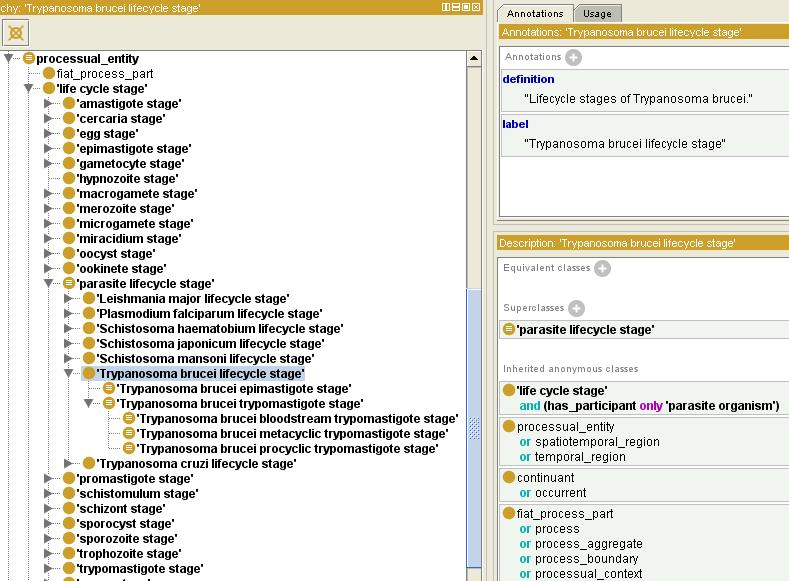 chy: 'Trypanosoma brucei lifecycle stage'
processual_entity
fiat_process_part
'life cycle stage'
'amastigote stage'
'cercaria stage'
'egg stage'
'epimastigote stage'
'gametocyte stage'
'hypnozoite stage'
'macrogamete stage'
'merozoite stage'
'microgamete stage'
'miracidium stage'
'oocyst stage'
'ookinete stage'
'parasite lifecycle stage'
'Leishmania major lifecycle stage'
'Plasmodium falciparum lifecycle stage'
'Schistosoma haematobium lifecycle stage'
'Schistosoma japonicum lifecycle stage'
'Schistosoma mansoni lifecycle stage'
'Trypanosoma brucei lifecycle stage'
'Trypanosoma brucei epimastigote stage'
'Trypanosoma brucei trypomastigote stage'
'Trypanosoma brucei bloodstream trypomastigote stage'
'Trypanosoma brucei metacyclic trypomastigote stage'
'Trypanosoma brucei procyclic trypomastigote stage'
'Trypanosoma cruzi lifecycle stage'
'promastigote stage'
'schistomulum stage'
'schizont stage'
'sporocyst stage'
'sporozoite stage'
'trophozoite stage'
'trypomastigote stage'
Annotations Usage
Annotations: 'Trypanosoma brucei lifecycle stage'
Annotations
definition
"Lifecycle stages of Trypanosoma brucei."
label
"Trypanosoma brucei lifecycle stage"
Description: 'Trypanosoma brucei lifecycle stage'
Equivalent classes
Superclasses
'parasite lifecycle stage'
Inherited anonymous classes
'life cycle stage'
and (has_participant only 'parasite organism')
processual_entity
or spatiotemporal_region
or temporal_region
continuant
or occurrent
fiat_process_part
or process
or process_aggregate
or process_boundary
or processual_context